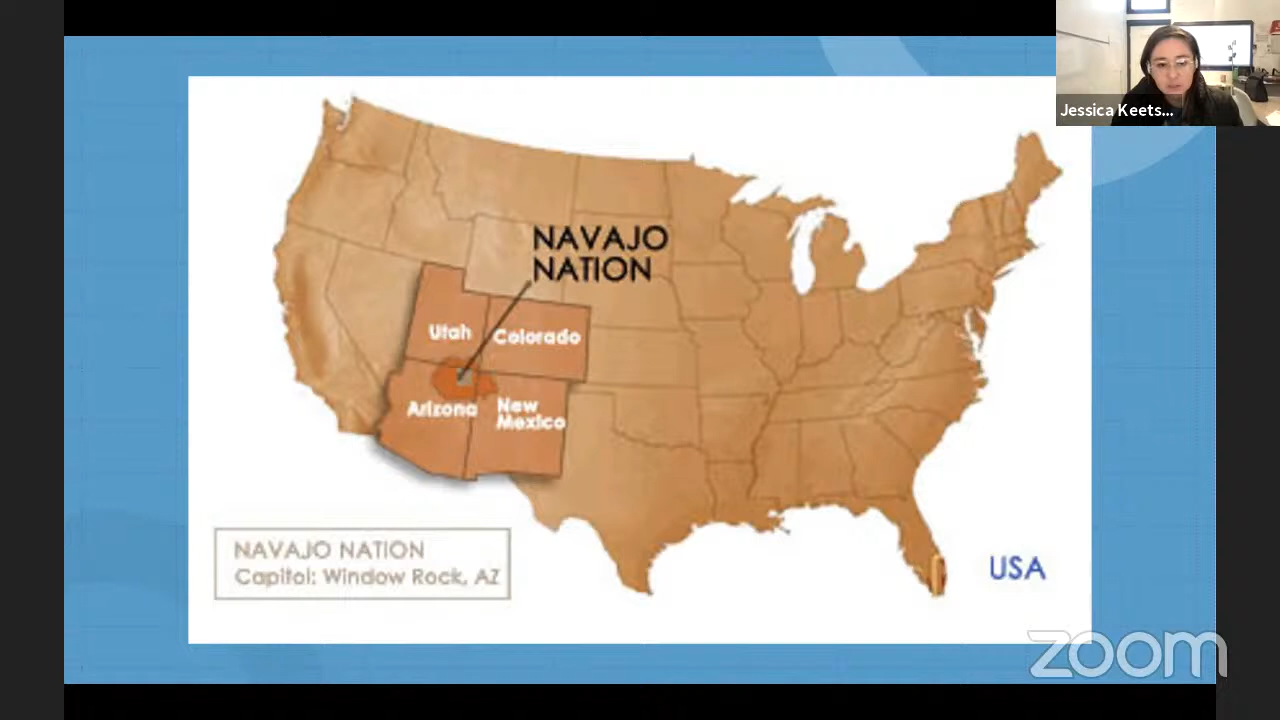 Jessica Keets...
NAVAJO
NATION
Utah
Colorado
Arizona
New
Mexico
NAVAJO NATION
Capitol: Window Rock, AZ
USA
zoom